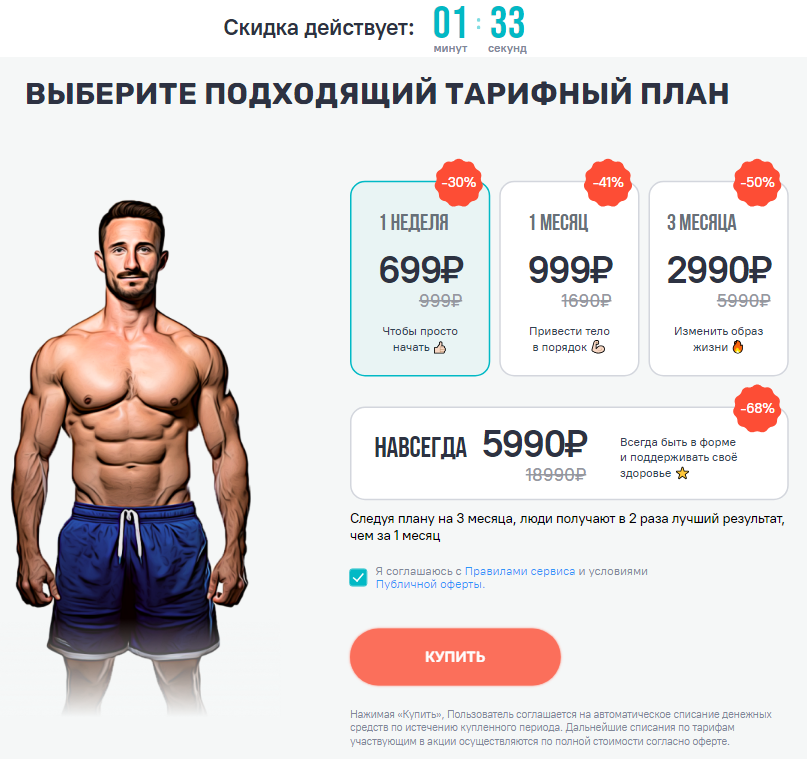 Скидка действует: 01 : 33
минут секунд
ВЫБЕРИТЕ ПОДХОДЯЩИЙ ТАРИФНЫЙ ПЛАН
-30%
1 НЕДЕЛЯ
699₽
999₽
Чтобы просто
начать 👍🏻
-41%
1 МЕСЯЦ
999₽
1690₽
Привести тело
в порядок 💪🏻
-50%
3 МЕСЯЦА
2990₽
5990₽
Изменить образ
жизни 🔥
-68%
НАВСЕГДА 5990₽
18990₽
Всегда быть в форме
и поддерживать своё
здоровье ⭐
Следуя плану на 3 месяца, люди получают в 2 раза лучший результат,
чем за 1 месяц
Я соглашаюсь с Правилами сервиса и условиями
Публичной оферты.
КУПИТЬ
Нажимая «Купить», Пользователь соглашается на автоматическое списание денежных
средств по истечению купленного периода. Дальнейшие списания по тарифам
участвующим в акции осуществляются по полной стоимости согласно оферте.